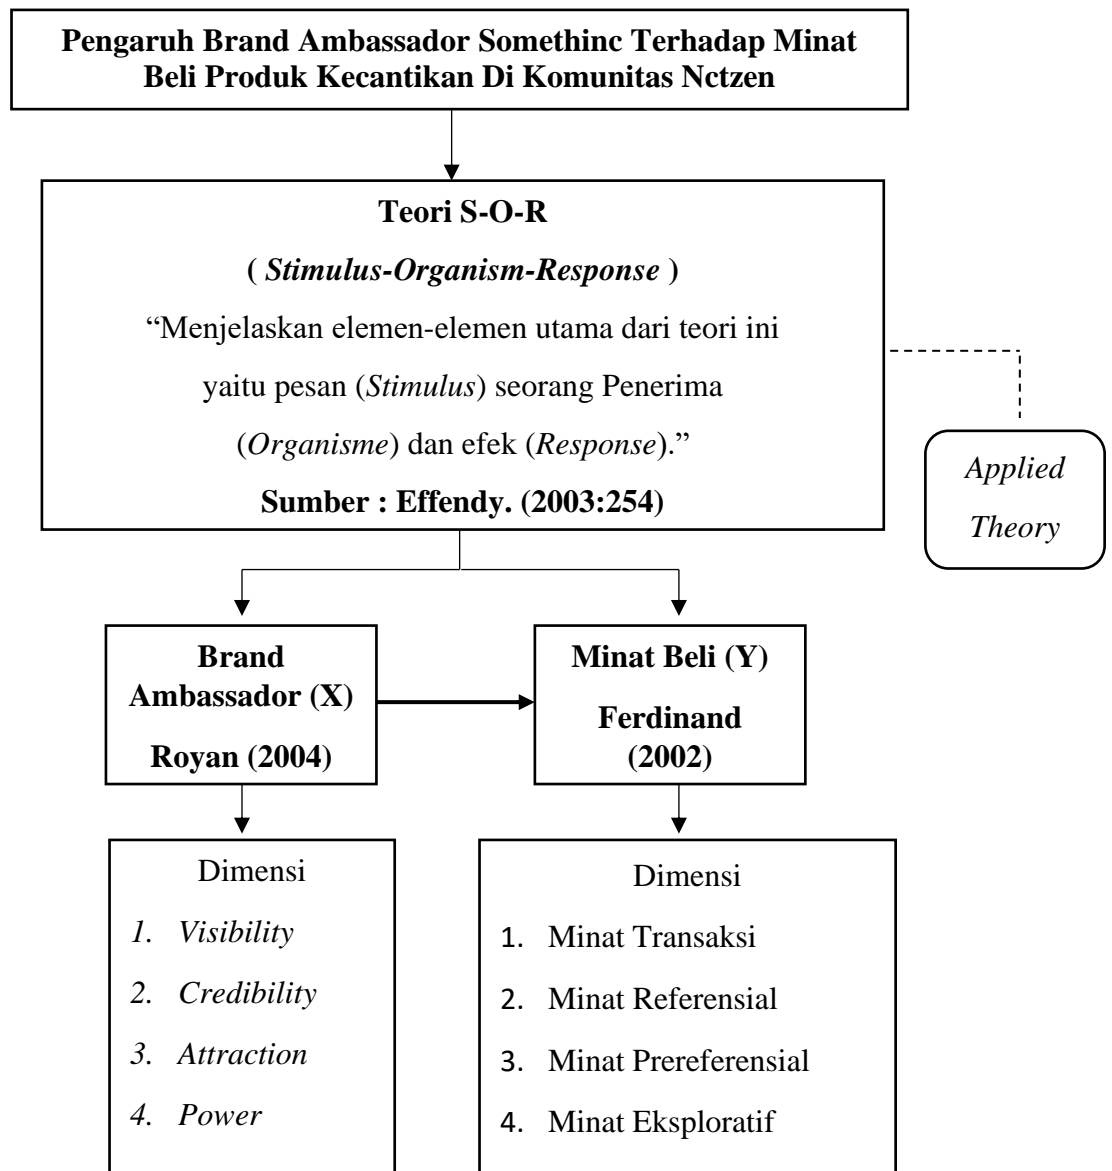 Pengaruh Brand Ambassador Somethinc Terhadap Minat
Beli Produk Kecantikan Di Komunitas Nctzen
Teori S-O-R
( Stimulus-Organism-Response )
“Menjelaskan elemen-elemen utama dari teori ini
yaitu pesan (Stimulus) seorang Penerima
(Organisme) dan efek (Response).”
Sumber : Effendy. (2003:254)
Applied
Theory
Brand
Ambassador (X)
Royan (2004)
Minat Beli (Y)
Ferdinand
(2002)
Dimensi
1. Visibility
2. Credibility
3. Attraction
4. Power
Dimensi
1. Minat Transaksi
2. Minat Referensial
3. Minat Prereferensial
4. Minat Eksploratif